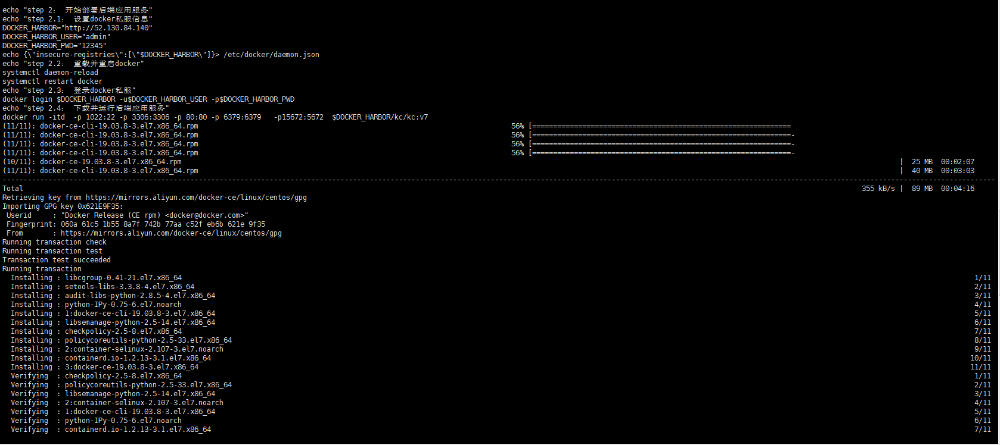 echo "step 2： 开始部署后端应用服务"
echo "step 2.1： 设置docker私服信息"
DOCKER_HARBOR="http://52.130.84.140"
DOCKER_HARBOR_USER="admin"
DOCKER_HARBOR_PWD="12345"
echo {\"insecure-registries\":[\"$DOCKER_HARBOR\"]}> /etc/docker/daemon.json
echo "step 2.2： 重载并重启docker"
systemctl daemon-reload
systemctl restart docker
echo "step 2.3： 登录docker私服"
docker login $DOCKER_HARBOR -u$DOCKER_HARBOR_USER -p$DOCKER_HARBOR_PWD
echo "step 2.4： 下载并运行后端应用服务"
docker run -itd  -p 1022:22 -p 3306:3306 -p 80:80 -p 6379:6379   -p15672:5672  $DOCKER_HARBOR/kc/kc:v7
(11/11): docker-ce-cli-19.03.8-3.el7.x86_64.rpm 56% [==============================================================
(11/11): docker-ce-cli-19.03.8-3.el7.x86_64.rpm 56% [==============================================================-
(11/11): docker-ce-cli-19.03.8-3.el7.x86_64.rpm 56% [==============================================================-
(11/11): docker-ce-cli-19.03.8-3.el7.x86_64.rpm 56% [==============================================================-
(10/11): docker-ce-19.03.8-3.el7.x86_64.rpm | 25 MB  00:02:07
(11/11): docker-ce-cli-19.03.8-3.el7.x86_64.rpm | 40 MB  00:03:03
--------------------------------------------------------------------------------
Total 355 kB/s | 89 MB  00:04:16
Retrieving key from https://mirrors.aliyun.com/docker-ce/linux/centos/gpg
Importing GPG key 0x621E9F35:
 Userid     : "Docker Release (CE rpm) <docker@docker.com>"
 Fingerprint: 060a 61c5 1b55 8a7f 742b 77aa c52f eb6b 621e 9f35
 From       : https://mirrors.aliyun.com/docker-ce/linux/centos/gpg
Running transaction check
Running transaction test
Transaction test succeeded
Running transaction
  Installing : libcgroup-0.41-21.el7.x86_64 1/11
  Installing : setools-libs-3.3.8-4.el7.x86_64 2/11
  Installing : audit-libs-python-2.8.5-4.el7.x86_64 3/11
  Installing : python-IPy-0.75-6.el7.noarch 4/11
  Installing : 1:docker-ce-cli-19.03.8-3.el7.x86_64 5/11
  Installing : libsemanage-python-2.5-14.el7.x86_64 6/11
  Installing : checkpolicy-2.5-8.el7.x86_64 7/11
  Installing : policycoreutils-python-2.5-33.el7.x86_64 8/11
  Installing : 2:container-selinux-2.107-3.el7.noarch 9/11
  Installing : containerd.io-1.2.13-3.1.el7.x86_64 10/11
  Installing : 3:docker-ce-19.03.8-3.el7.x86_64 11/11
  Verifying  : checkpolicy-2.5-8.el7.x86_64 1/11
  Verifying  : policycoreutils-python-2.5-33.el7.x86_64 2/11
  Verifying  : libsemanage-python-2.5-14.el7.x86_64 3/11
  Verifying  : 2:container-selinux-2.107-3.el7.noarch 4/11
  Verifying  : 1:docker-ce-cli-19.03.8-3.el7.x86_64 5/11
  Verifying  : python-IPy-0.75-6.el7.noarch 6/11
  Verifying  : containerd.io-1.2.13-3.1.el7.x86_64 7/11